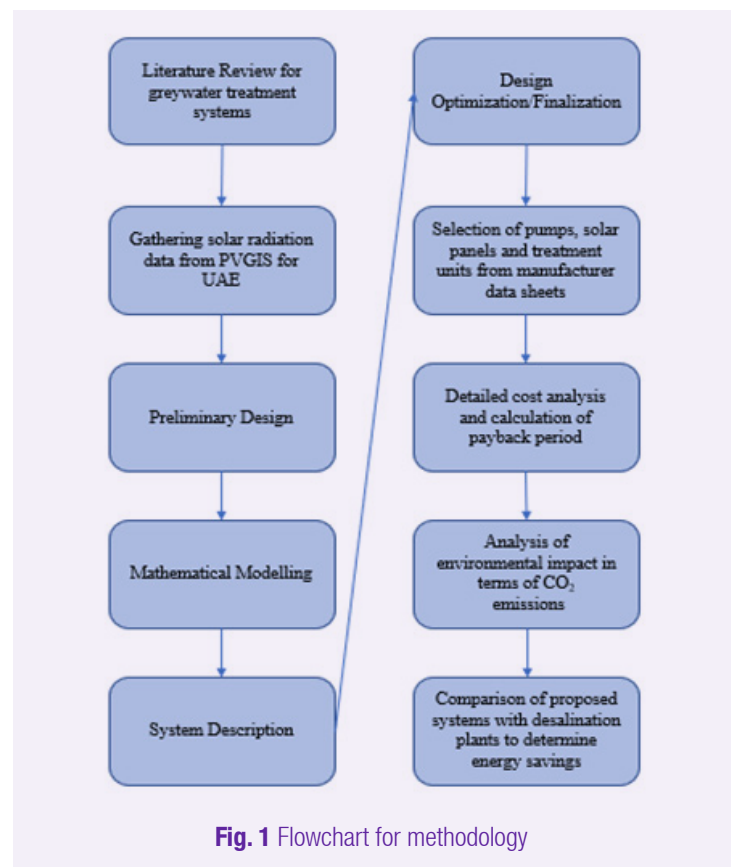 Literature Review for
greywater treatment
systems
Gathering solar radiation
data from PVGIS for
UAE
Preliminary Design
Mathematical Modelling
System Description
Design
Optimization/Finalization
Selection of pumps, solar
panels and treatment
units from manufacturer
data sheets
Detailed cost analysis
and calculation of
payback period
Analysis of
environmental impact in
terms of CO₂
emissions
Comparison of proposed
systems with desalination
plants to determine
energy savings
Fig. 1 Flowchart for methodology